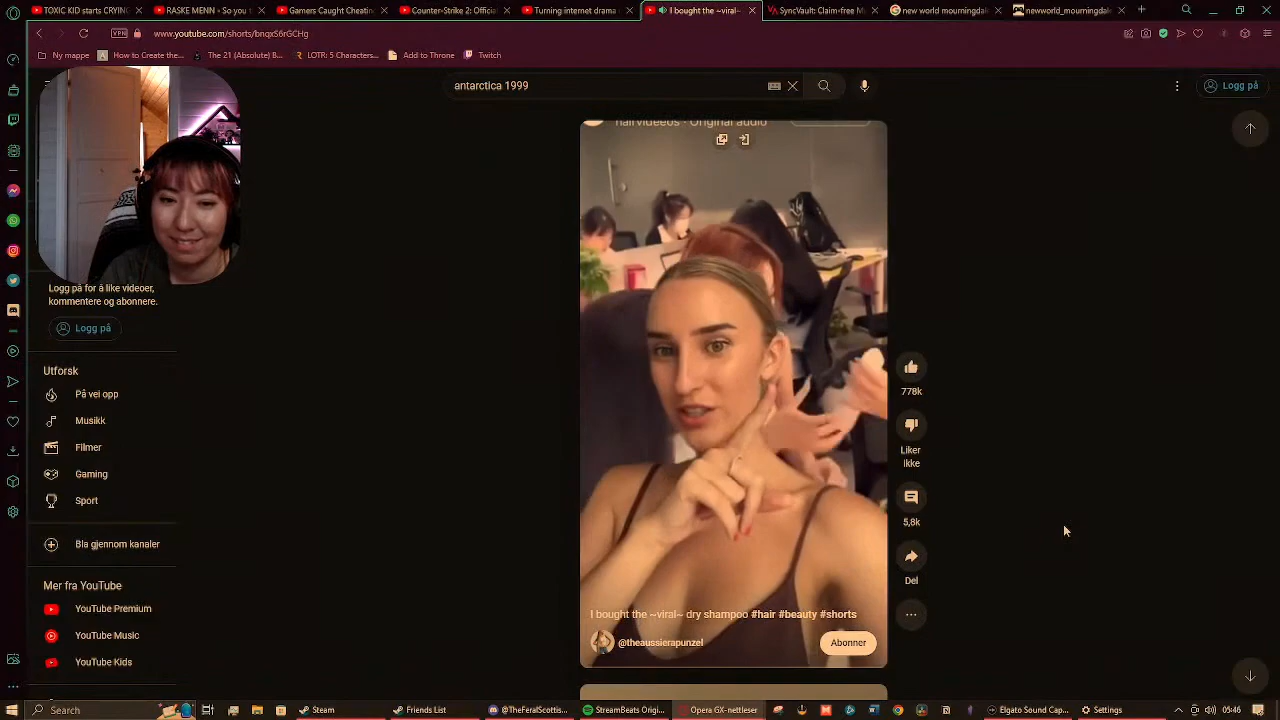 TOXIC KID starts CRYIN
RASKE MENN - So you t
Gamers Caught Cheatin
Counter-Strike 2: Offici
Turning internet drama
I bought the ~viral~
SyncVault: Claim+free M
new world mourningdal
newworld_mourningdal
VPN
www.youtube.com/shorts/bnqxS6rGCHg
Ny mappe
How to Create the...
The 21 (Absolute) B...
LOTR: 5 Characters...
Add to Throne
Twitch
antarctica 1999
Logg på
hairvideeos · Original audio
Logg på for å like videoer,
kommentere og abonnere.
Logg på
Utforsk
På vei opp
Musikk
Filmer
Gaming
Sport
Bla gjennom kanaler
Mer fra YouTube
YouTube Premium
YouTube Music
YouTube Kids
778k
Liker
ikke
5,8k
Del
I bought the ~viral~ dry shampoo #hair #beauty #shorts
@theaussierapunzel
Abonner
Search
Steam
Friends List
@TheFeralScottis...
StreamBeats Origi...
Opera GX-nettleser
Elgato Sound Cap...
Settings
05:46